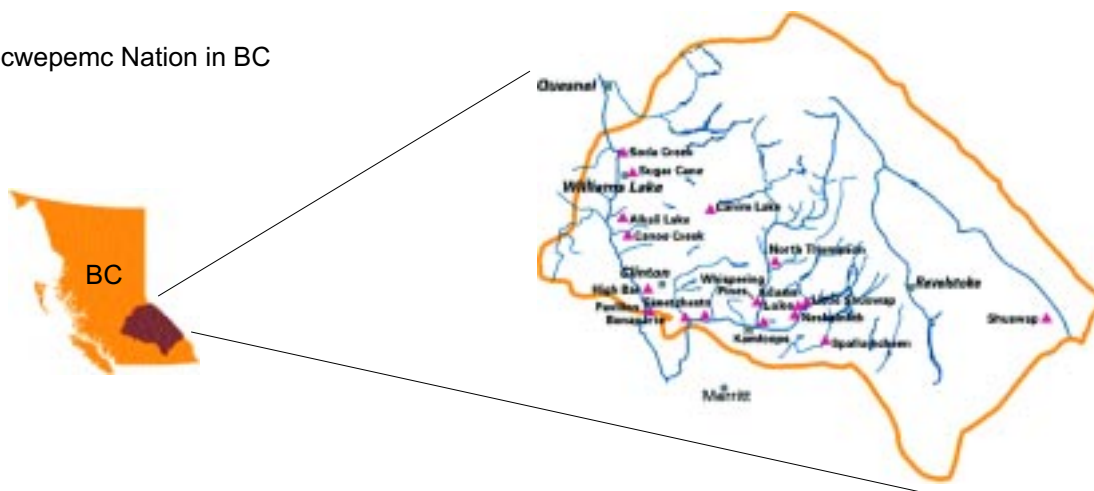 cwepemc Nation in BC
BC
Quesnel
Soda Creek
Sugar Cane
Williams Lake
Alkali Lake
Canim Lake
Canoe Creek
North Thompson
Clinton
Whispering
Pines
Revelstoke
High Bar
Adams
Lake
Little Shuswap
Pavilion
Skeetchestn
Bonaparte
Neskonlith
Shuswap
Kamloops
Spallumcheen
Merritt